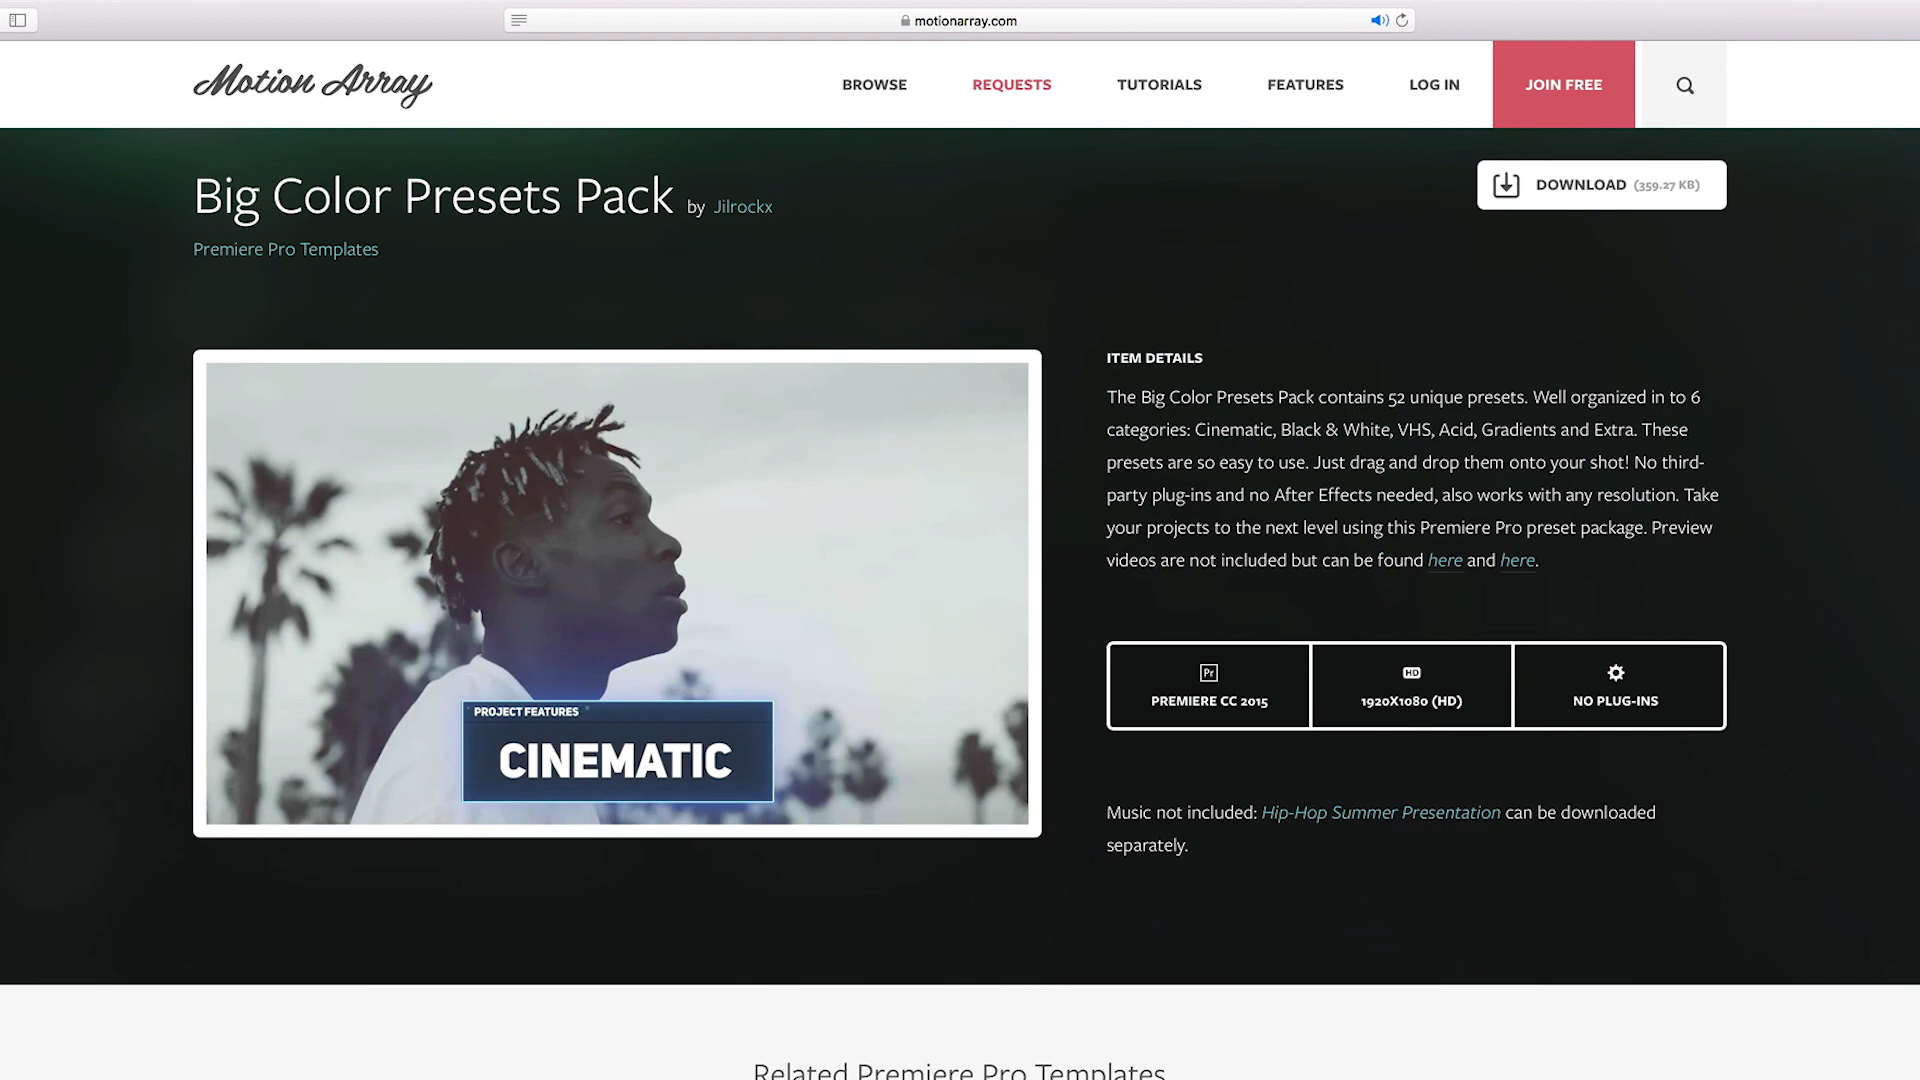 motionarray.com
Motion Array
BROWSE
REQUESTS
TUTORIALS
FEATURES
LOG IN
JOIN FREE
Big Color Presets Pack by Jilrockx
DOWNLOAD (359.27 KB)
Premiere Pro Templates
PROJECT FEATURES
CINEMATIC
ITEM DETAILS
The Big Color Presets Pack contains 52 unique presets. Well organized in to 6
categories: Cinematic, Black & White, VHS, Acid, Gradients and Extra. These
presets are so easy to use. Just drag and drop them onto your shot! No third-
party plug-ins and no After Effects needed, also works with any resolution. Take
your projects to the next level using this Premiere Pro preset package. Preview
videos are not included but can be found here and here.
Pr
PREMIERE CC 2015
HD
1920X1080 (HD)
NO PLUG-INS
Music not included: Hip-Hop Summer Presentation can be downloaded
separately.
Related Premiere Pro Templates